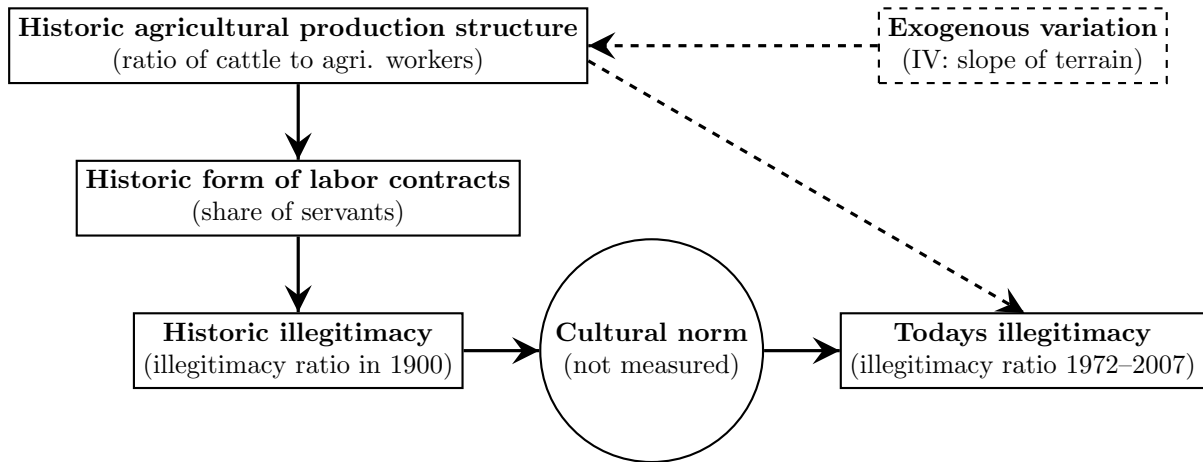 Historic agricultural production structure
(ratio of cattle to agri. workers)
Exogenous variation
(IV: slope of terrain)
Historic form of labor contracts
(share of servants)
Historic illegitimacy
(illegitimacy ratio in 1900)
Cultural norm
(not measured)
Todays illegitimacy
(illegitimacy ratio 1972–2007)